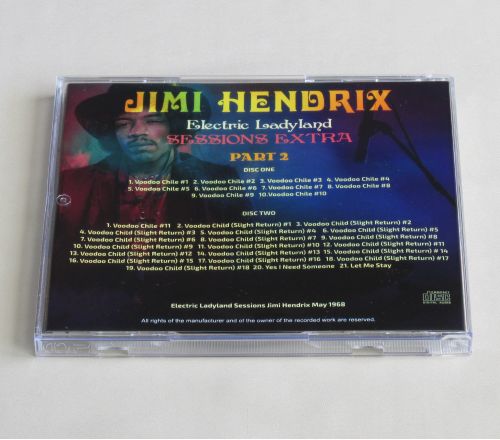 JIMI HENDRIX
Electric Ladyland
SESSIONS EXTRA
PART 2
DISC ONE
1. Voodoo Chile #1 2. Voodoo Chile #2 3. Voodoo Chile #3 4. Voodoo Chile #4
5. Voodoo Chile #5 6. Voodoo Chile #6 7. Voodoo Chile #7 8. Voodoo Chile #8
9. Voodoo Chile #9 10. Voodoo Chile #10
DISC TWO
1. Voodoo Chile #11 2. Voodoo Child (Slight Return) #1 3. Voodoo Child (Slight Return) #2
4. Voodoo Child (Slight Return) #3 5. Voodoo Child (Slight Return) #4 6. Voodoo Child (Slight Return) #5
7. Voodoo Child (Slight Return) #6 8. Voodoo Child (Slight Return) #7 9. Voodoo Child (Slight Return) #8
10. Voodoo Child (Slight Return) #9 11. Voodoo Child (Slight Return) #10 12. Voodoo Child (Slight Return) #11
13. Voodoo Child (Slight Return) #12 14. Voodoo Child (Slight Return) #13 15. Voodoo Child (Slight Return) #14
16. Voodoo Child (Slight Return) # 15 17. Voodoo Child (Slight Return) #16 18. Voodoo Child (Slight Return) #17
19. Voodoo Child (Slight Return) #18 20. Yes I Need Someone 21. Let Me Stay
COMPACT
disc
DIGITAL AUDIO
Electric Ladyland Sessions Jimi Hendrix May 1968
All rights of the manufacturer and of the owner of the recorded work are reserved.